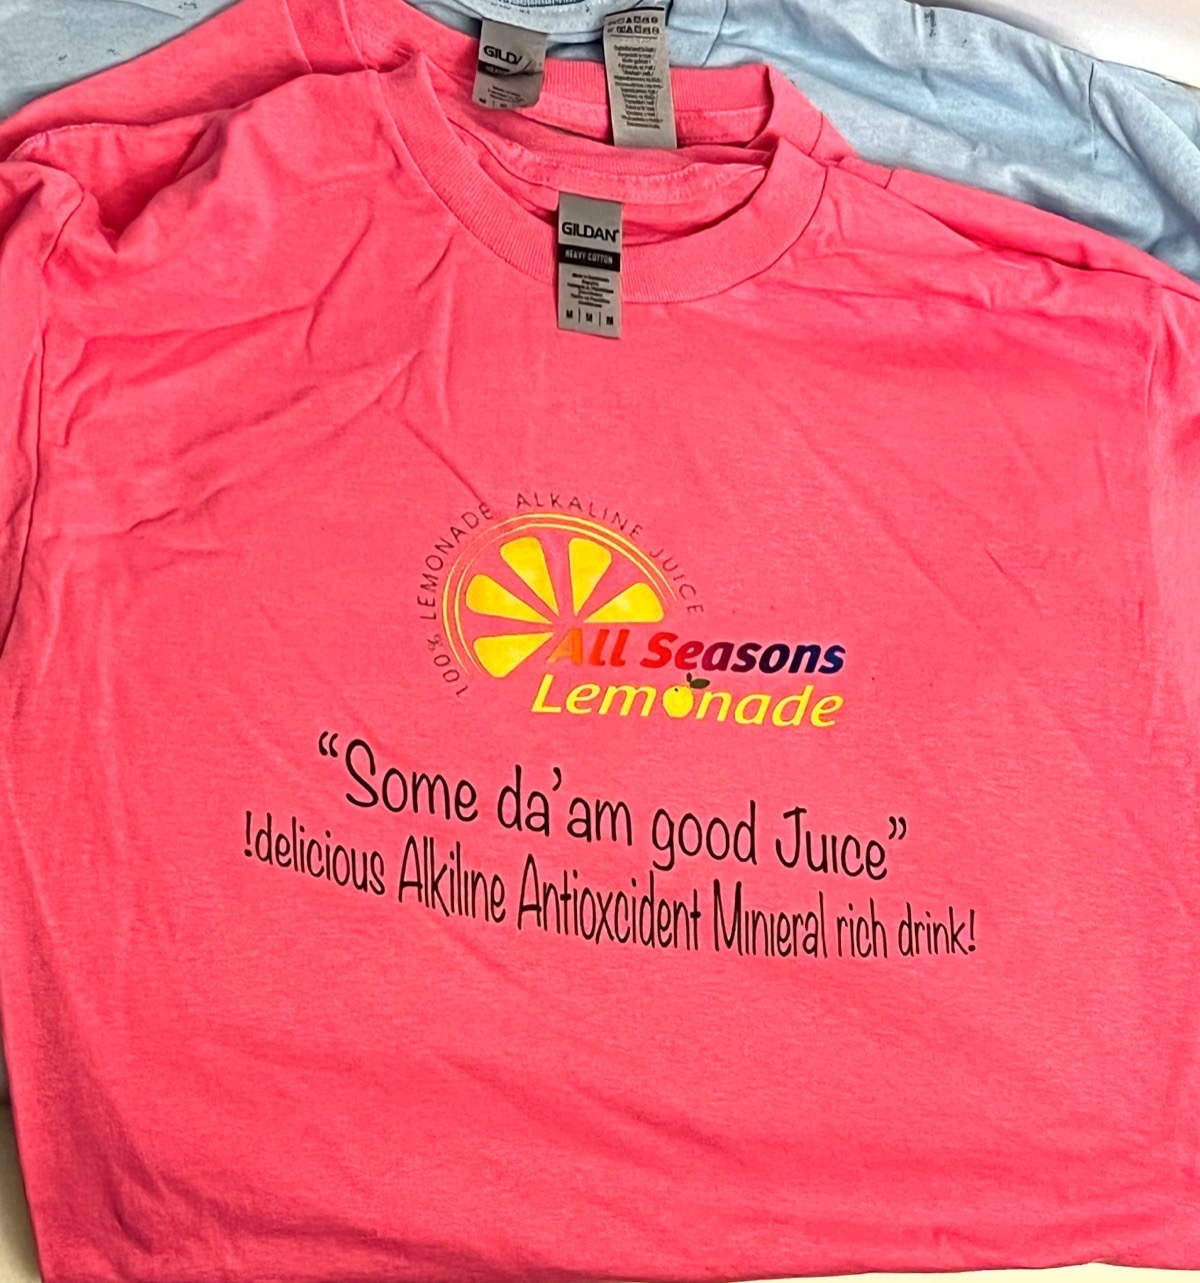 GILD
GILDAN
HEAVY COTTON
M | M | M
100% LEMONADE ALKALINE JUICE
All Seasons
Lemonade
“Some da’am good Juice”
!delicious Alkiline Antioxcident Minieral rich drink!